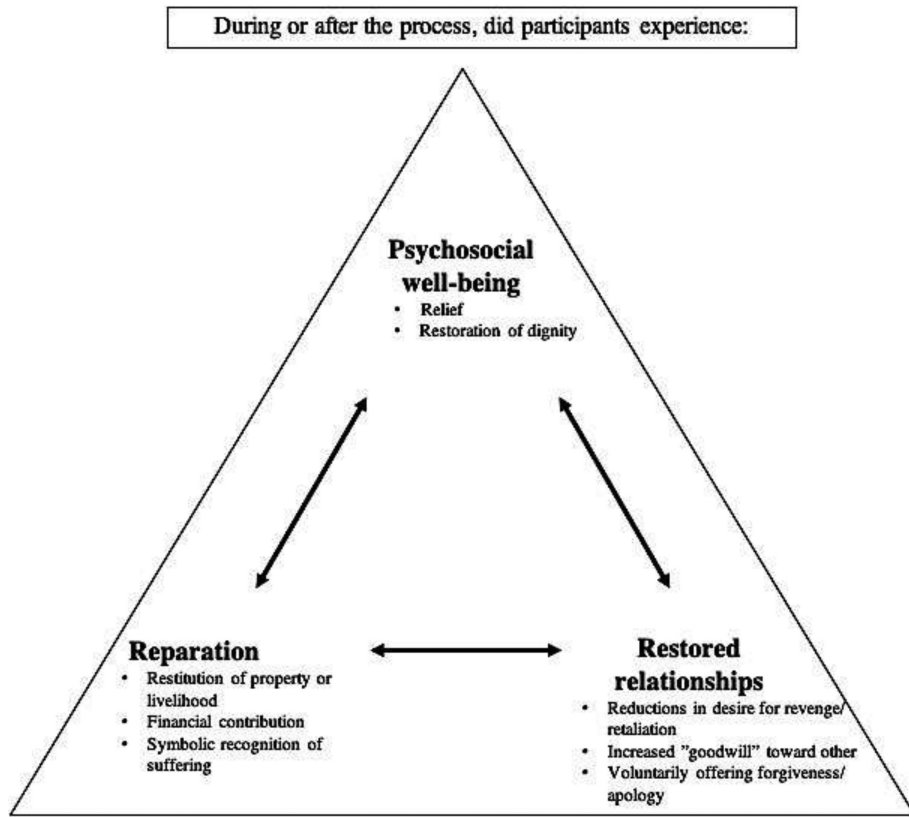 During or after the process, did participants experience:
Psychosocial
well-being
• Relief
• Restoration of dignity
Reparation
• Restitution of property or
livelihood
• Financial contribution
• Symbolic recognition of
suffering
Restored
relationships
• Reductions in desire for revenge/
retaliation
• Increased ”goodwill” toward other
• Voluntarily offering forgiveness/
apology